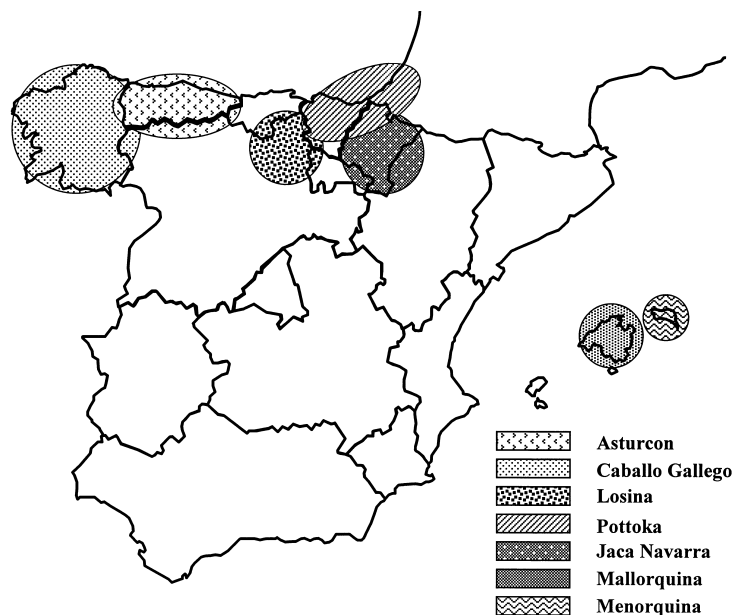 Asturcon
Caballo Gallego
Losina
Pottoka
Jaca Navarra
Mallorquina
Menorquina